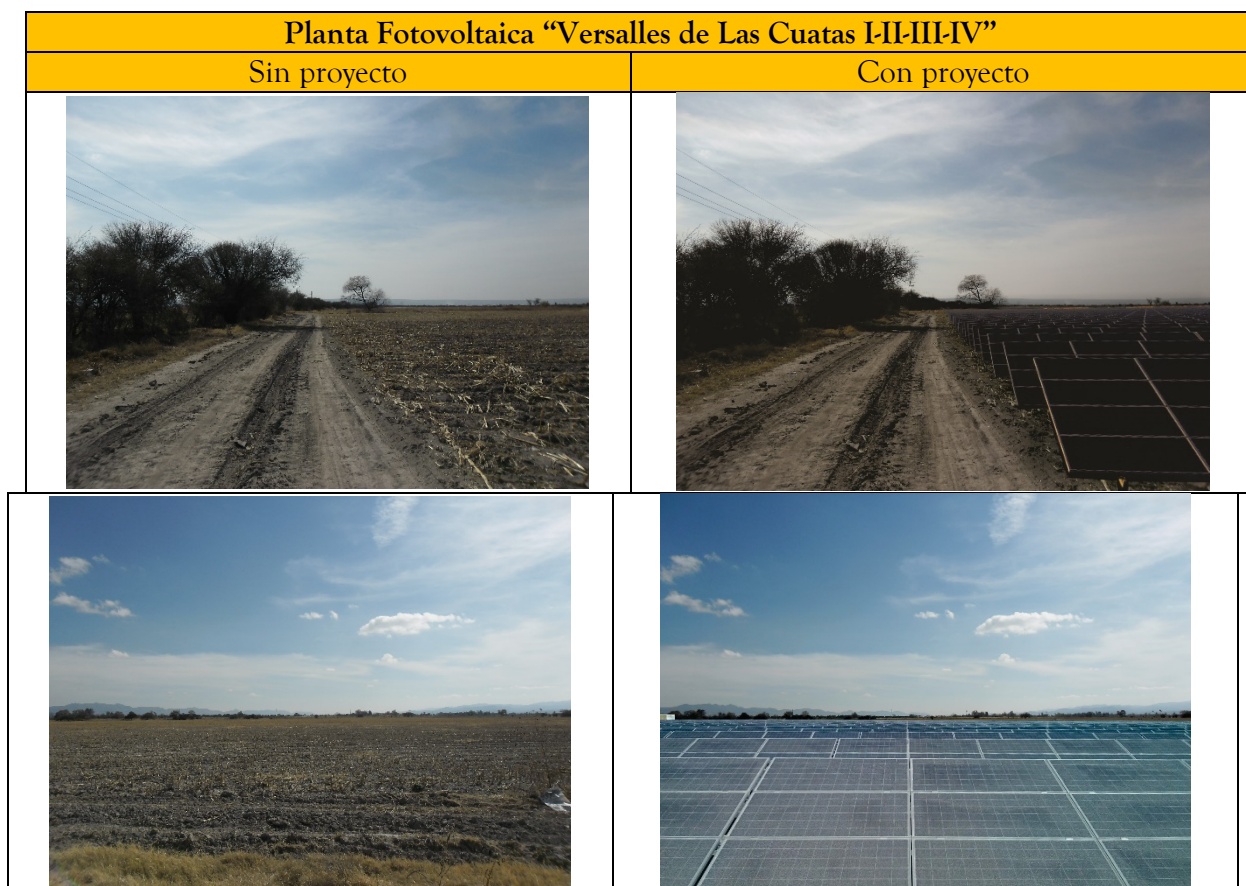 Planta Fotovoltaica “Versalles de Las Cuatas I-II-III-IV”
Sin proyecto
Con proyecto